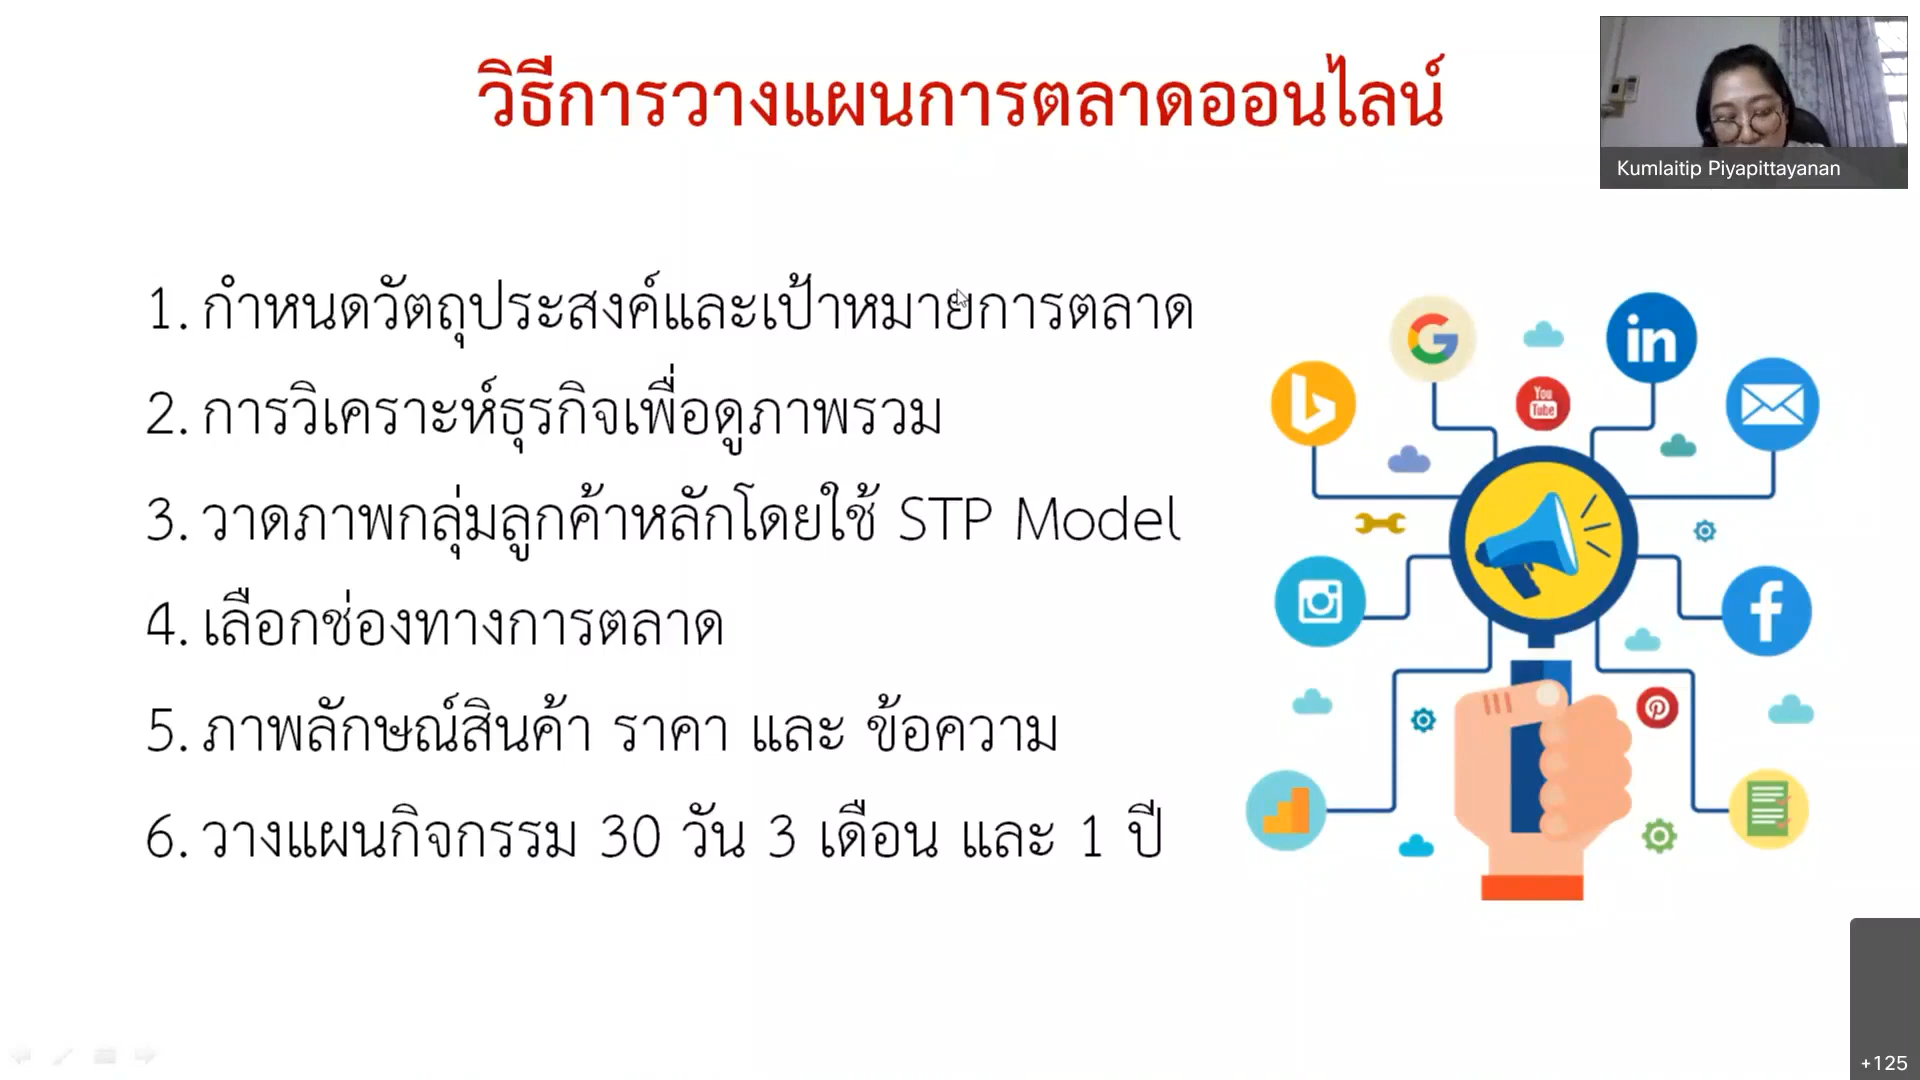 วิธีการวางแผนการตลาดออนไลน์
Kumlaitip Piyapittayanan
1. กำหนดวัตถุประสงค์และเป้าหมายการตลาด
2. การวิเคราะห์ธุรกิจเพื่อดูภาพรวม
3. วาดภาพกลุ่มลูกค้าหลักโดยใช้ STP Model
4. เลือกช่องทางการตลาด
5. ภาพลักษณ์สินค้า ราคา และ ข้อความ
6. วางแผนกิจกรรม 30 วัน 3 เดือน และ 1 ปี
G
in
You
Tube
f
+125